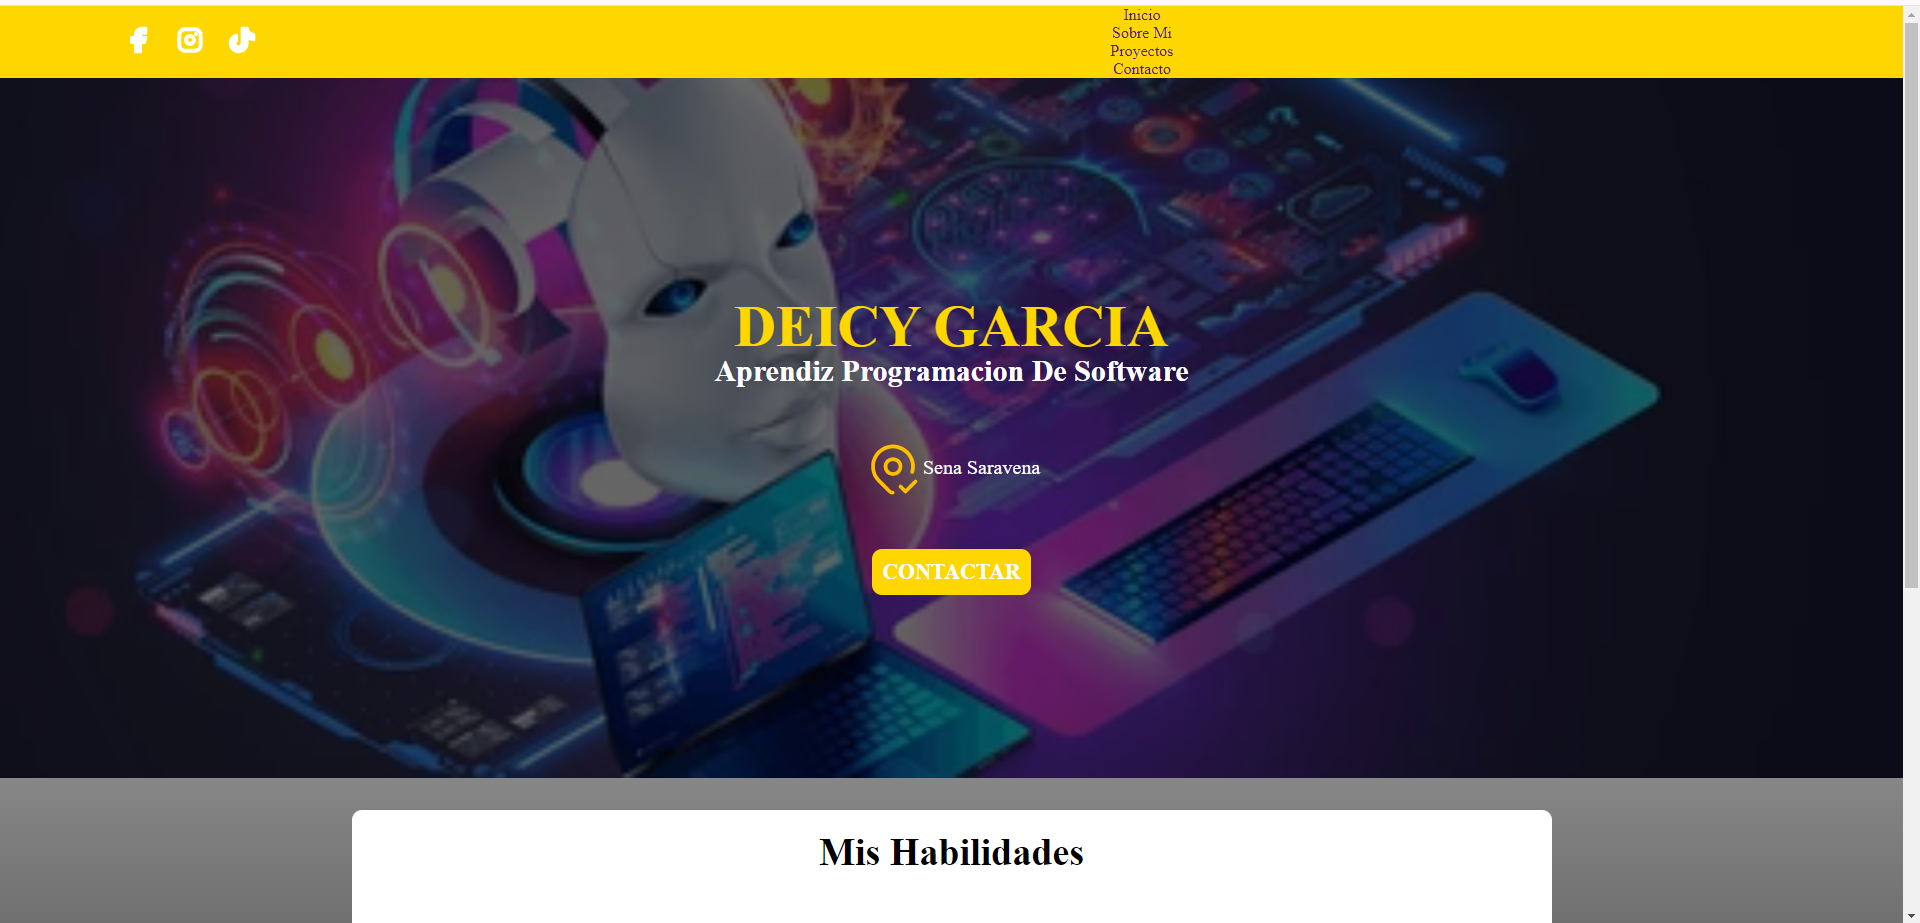 Inicio
Sobre Mi
Proyectos
Contacto
DEICY GARCIA
Aprendiz Programacion De Software
Sena Saravena
CONTACTAR
Mis Habilidades